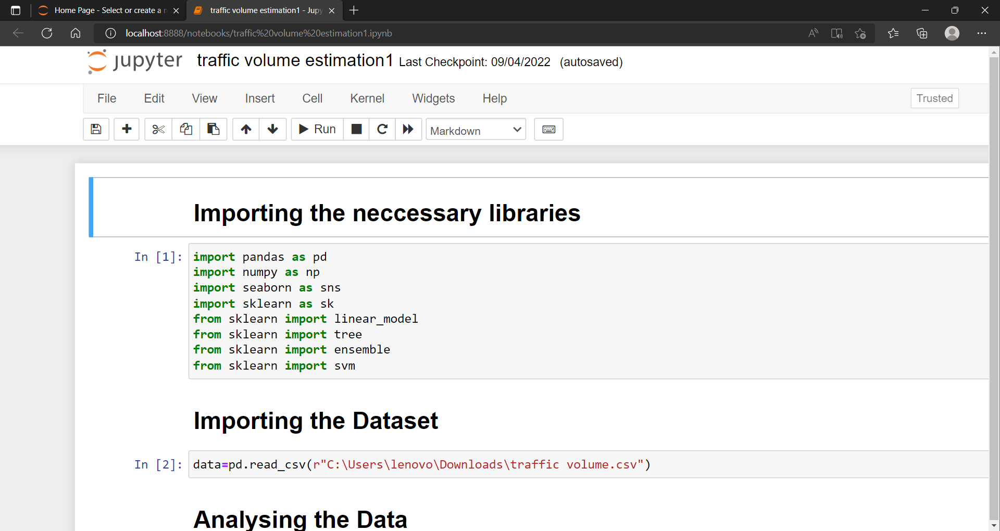 Home Page - Select or create a n
traffic volume estimation1 - Jupy
localhost:8888/notebooks/traffic%20volume%20estimation1.ipynb
jupyter traffic volume estimation1 Last Checkpoint: 09/04/2022 (autosaved)
File Edit View Insert Cell Kernel Widgets Help Trusted
Run Markdown
Importing the neccessary libraries
In [1]: import pandas as pd
import numpy as np
import seaborn as sns
import sklearn as sk
from sklearn import linear_model
from sklearn import tree
from sklearn import ensemble
from sklearn import svm
Importing the Dataset
In [2]: data=pd.read_csv(r"C:\Users\lenovo\Downloads\traffic volume.csv")
Analysing the Data